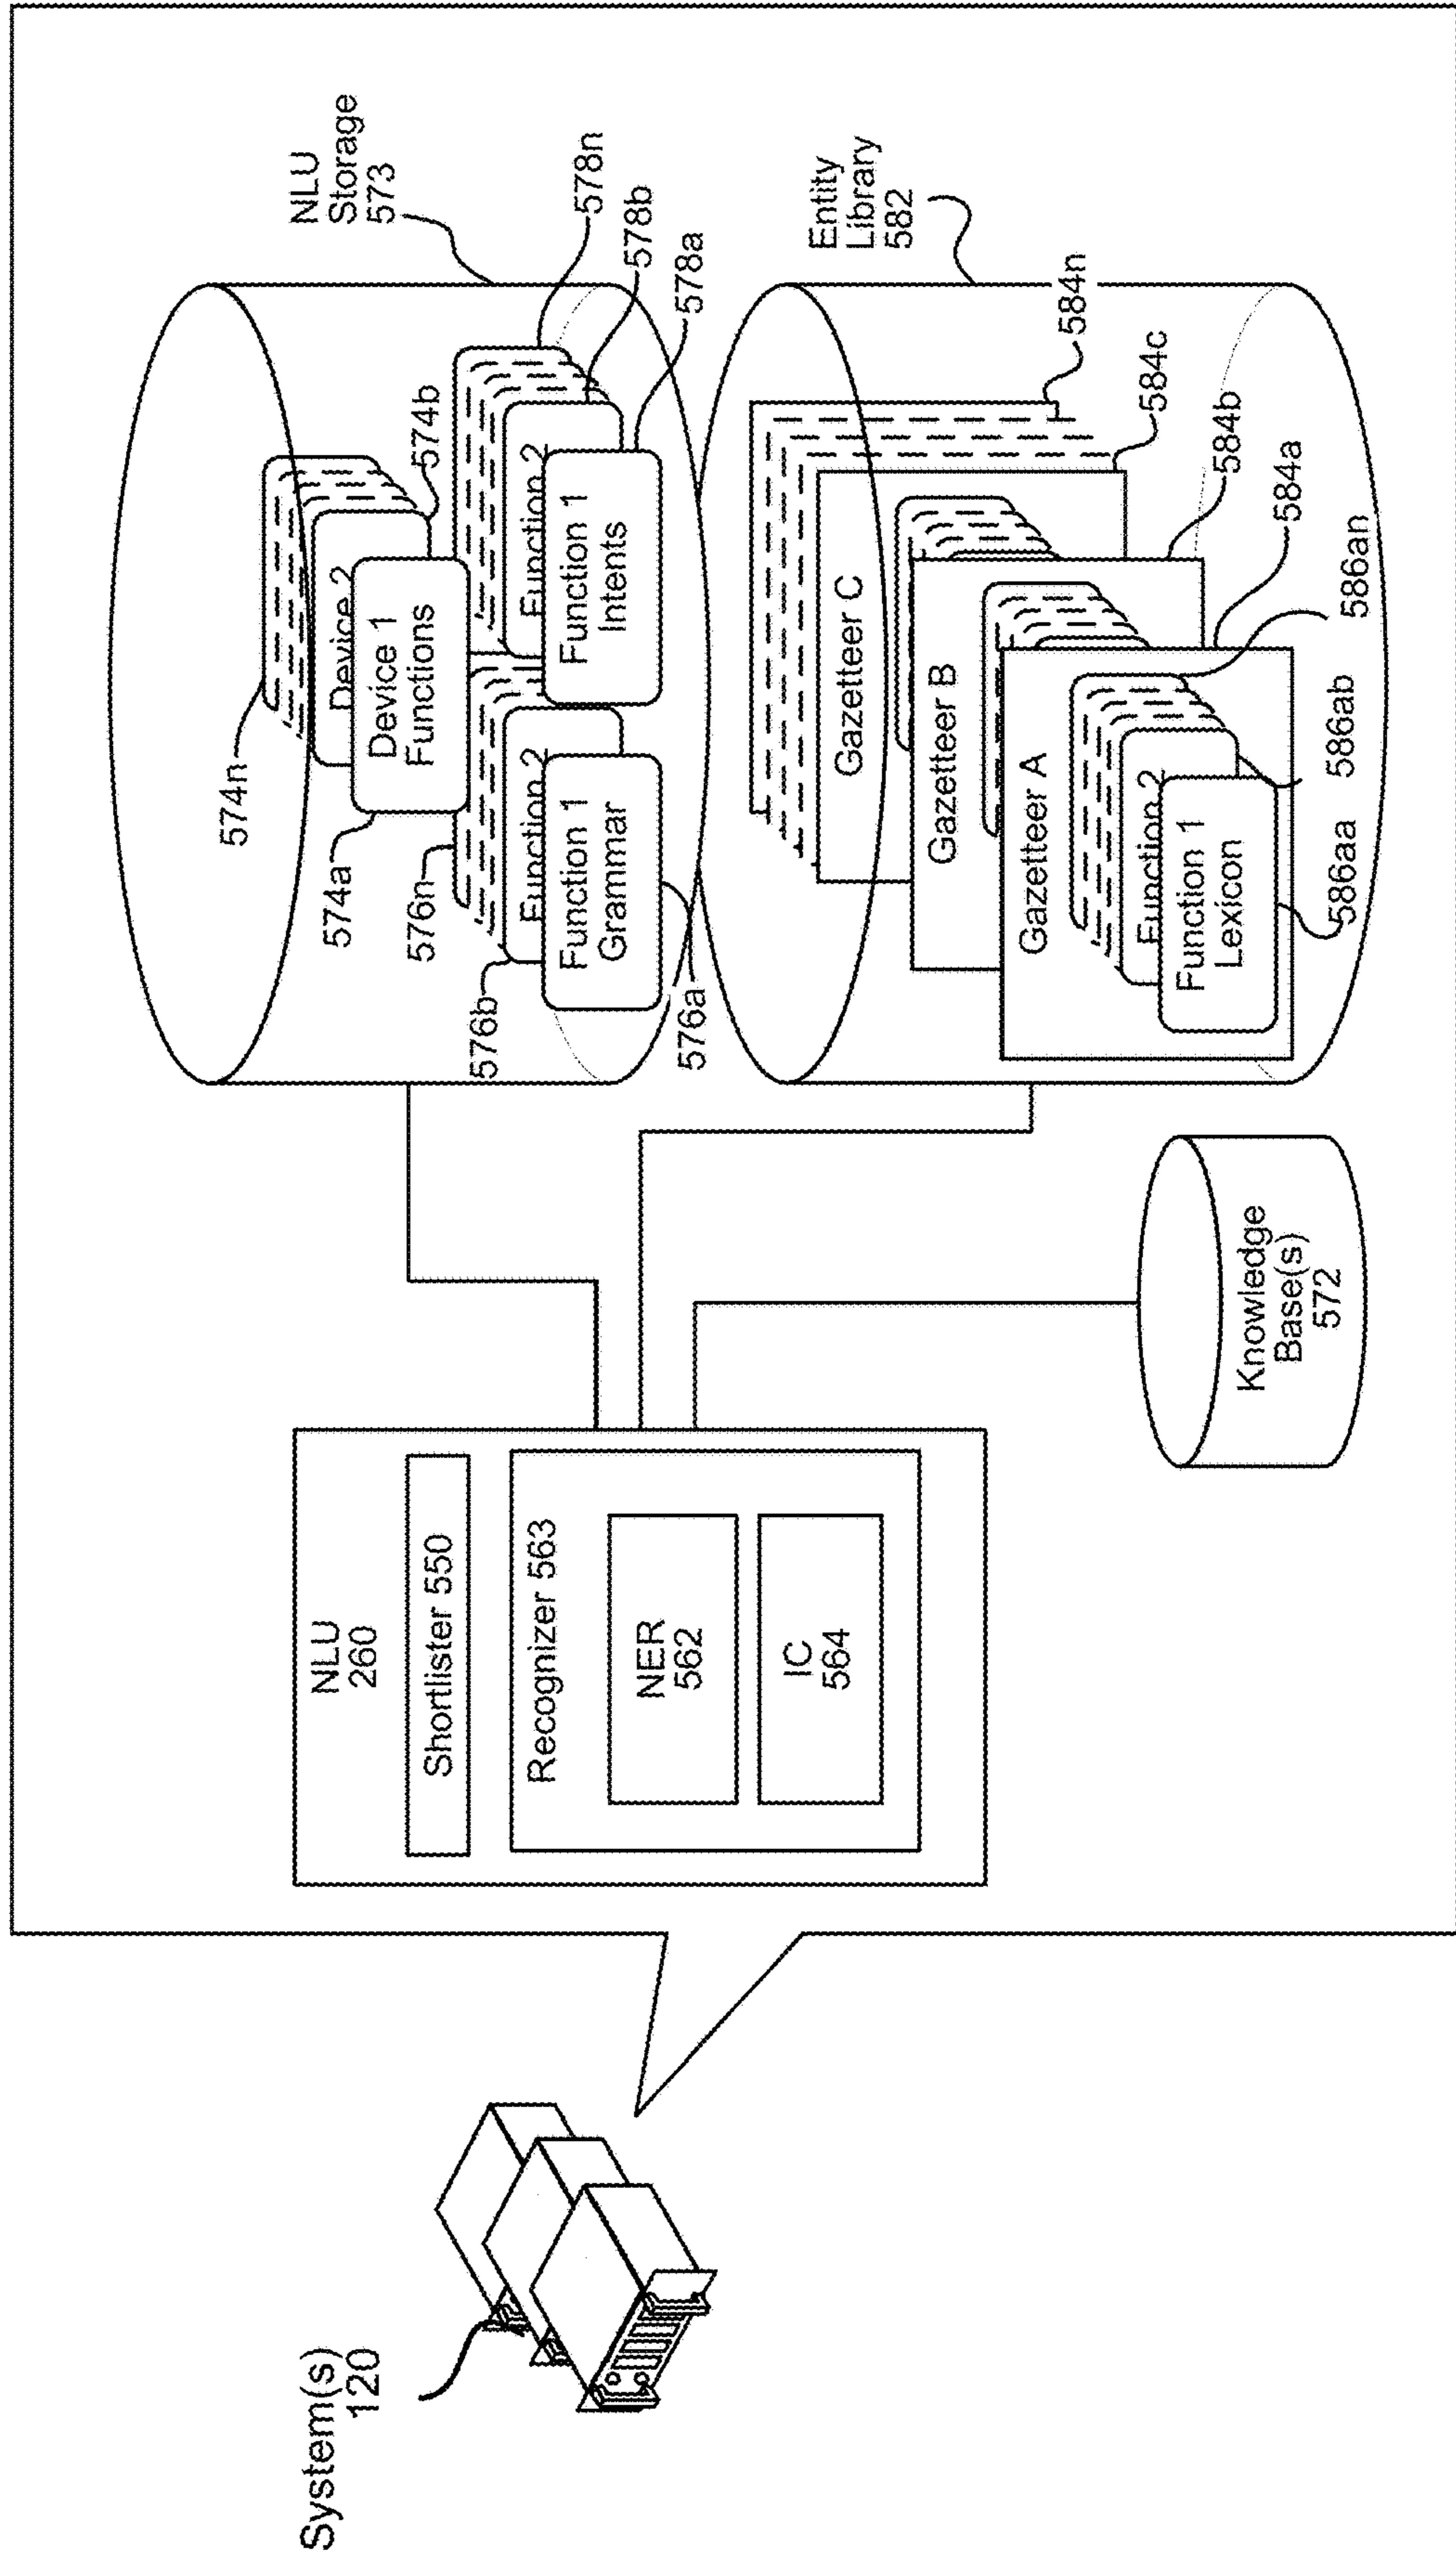 System(s)
120
NLU
260
Shortlister 550
Recognizer 563
NER
562
IC
564
Knowledge
Base(s)
572
NLU
Storage
573
574n
574b
574a
Device 2
Device 1
Functions
576n
576b
576a
Function 2
Function 1
Grammar
578n
578b
578a
Function 2
Function 1
Intents
Entity
Library
582
584n
584c
584b
584a
Gazetteer C
Gazetteer B
Gazetteer A
Function 2
Function 1
Lexicon
586an
586ab
586aa